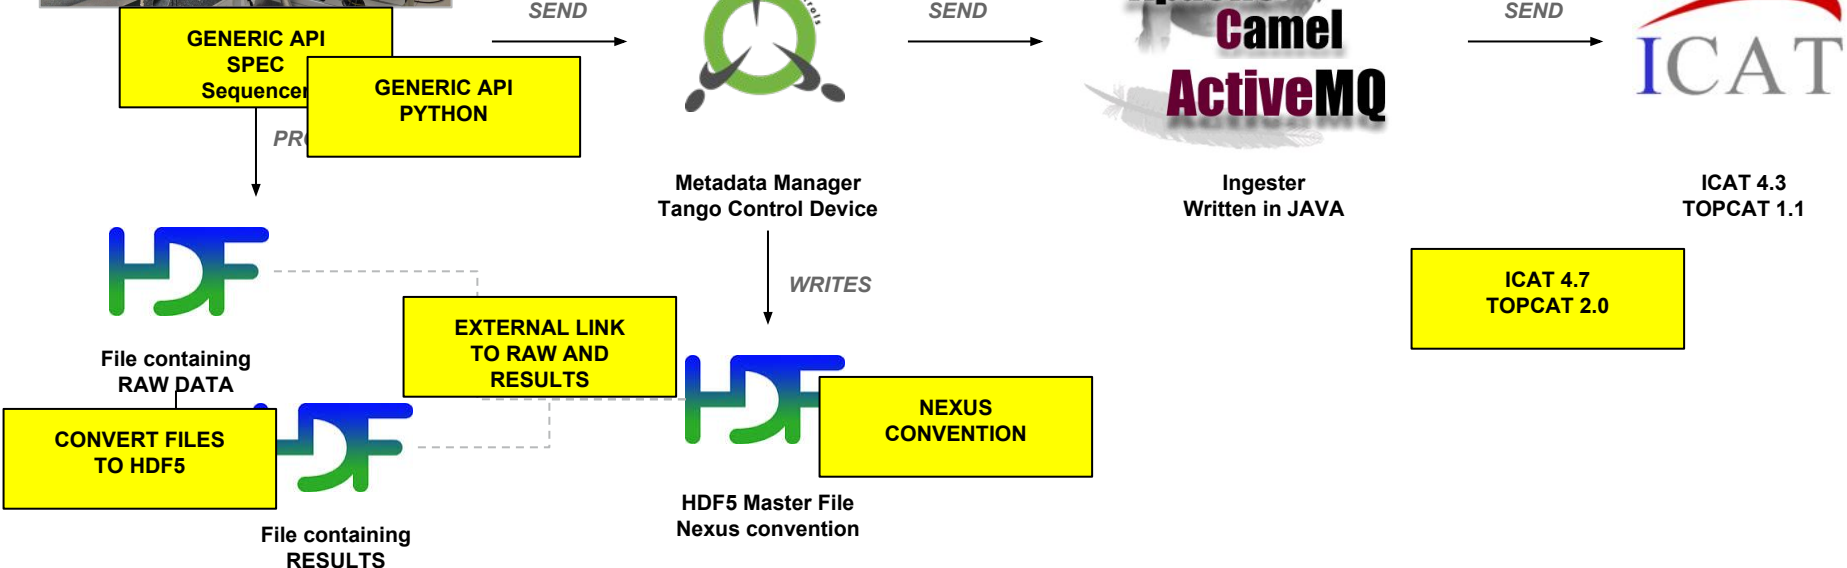 SEND
SEND
SEND
GENERIC API
SPEC
Sequencer
GENERIC API
PYTHON
Camel
ActiveMQ
ICAT
Metadata Manager
Tango Control Device
Ingester
Written in JAVA
ICAT 4.3
TOPCAT 1.1
HDF
WRITES
ICAT 4.7
TOPCAT 2.0
EXTERNAL LINK
TO RAW AND
RESULTS
File containing
RAW DATA
HDF
NEXUS
CONVENTION
CONVERT FILES
TO HDF5
HDF
HDF5 Master File
Nexus convention
File containing
RESULTS